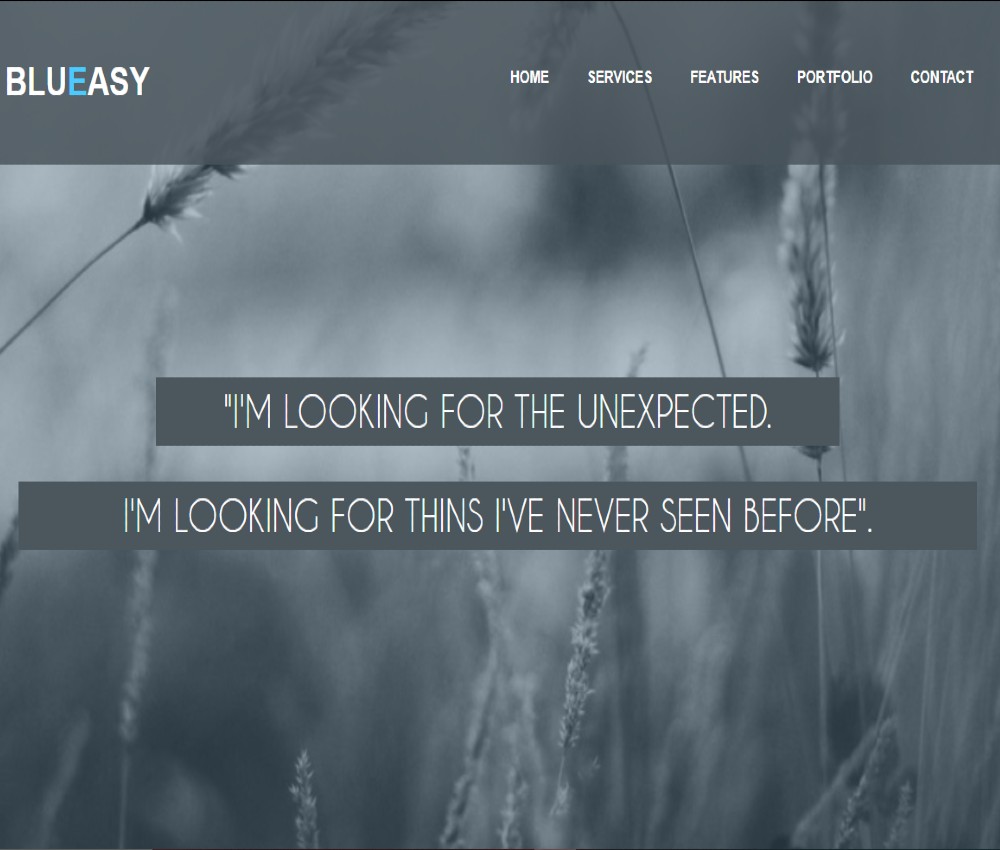 BLUEASY
HOME SERVICES FEATURES PORTFOLIO CONTACT
"I'M LOOKING FOR THE UNEXPECTED.
I'M LOOKING FOR THINS I'VE NEVER SEEN BEFORE".